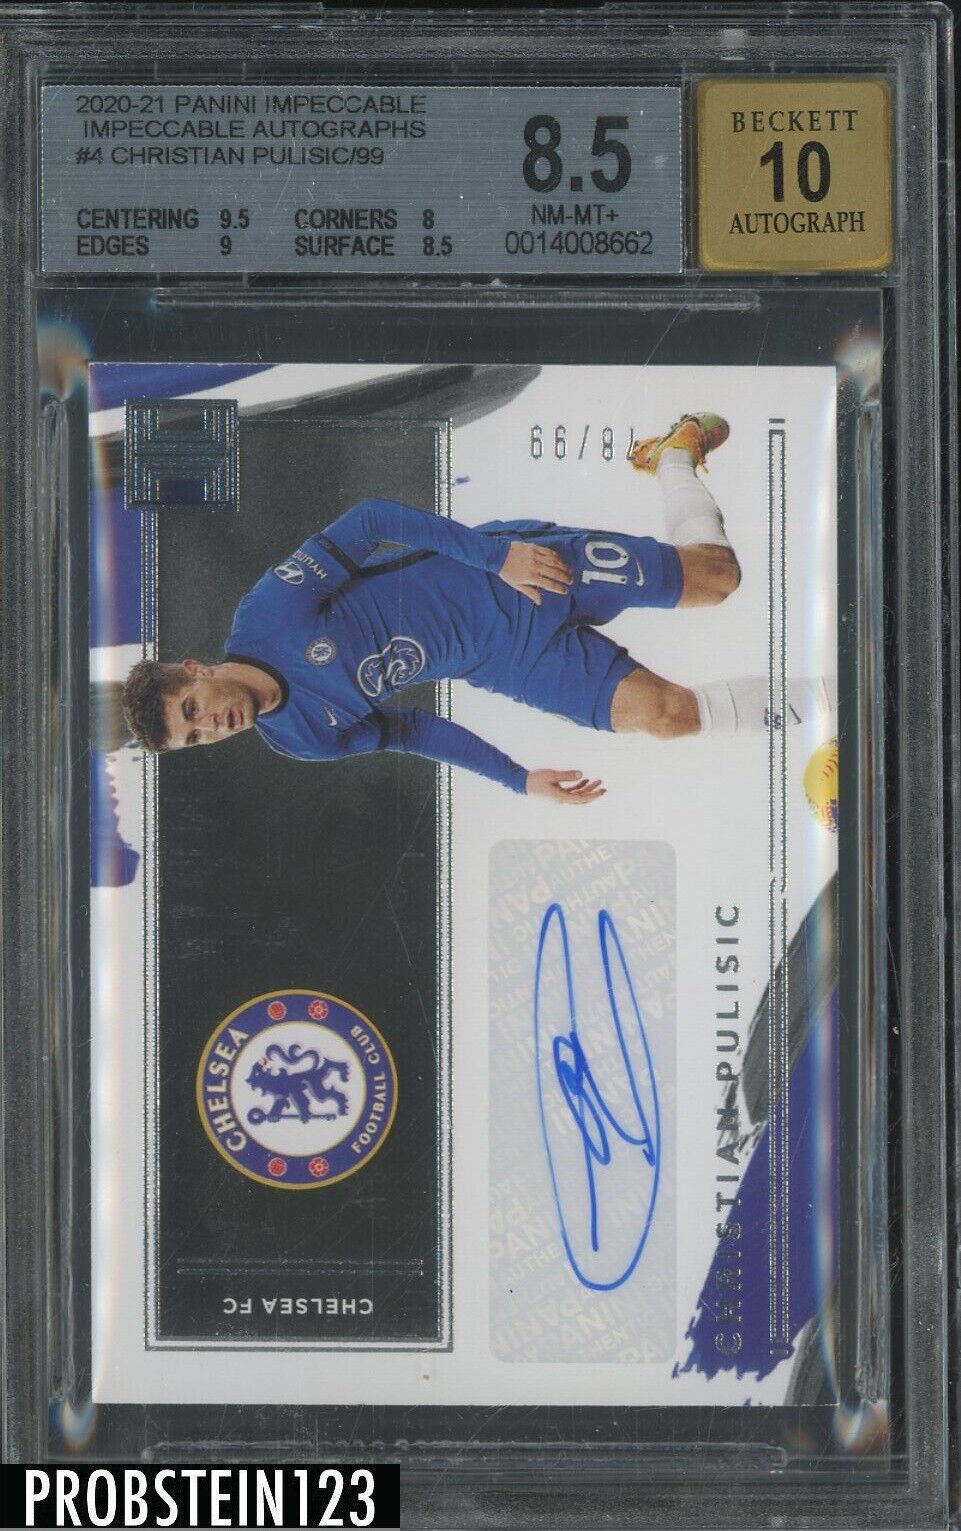 2020-21 PANINI IMPECCABLE
IMPECCABLE AUTOGRAPHS
#4 CHRISTIAN PULISIC/99
CENTERING 9.5 CORNERS 8
EDGES 9 SURFACE 8.5
8.5
NM-MT+
0014008662
BECKETT
10
AUTOGRAPH
78/99
HYUNDAI
10
CHELSEA
FOOTBALL CLUB
CHELSEA FC
CHRISTIAN PULISIC
PROBSTEIN123